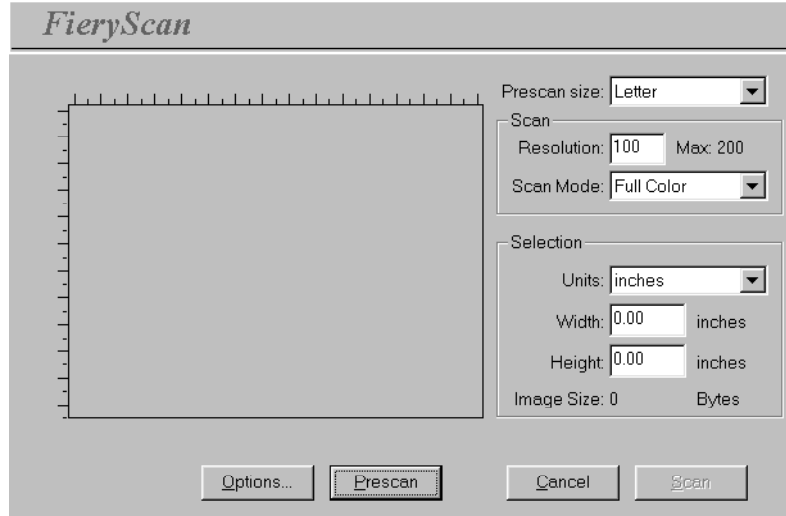 FieryScan
Prescan size: Letter
Scan
Resolution: 100 Max: 200
Scan Mode: Full Color
Selection
Units: inches
Width: 0.00 inches
Height: 0.00 inches
Image Size: 0 Bytes
Options... Prescan Cancel Scan